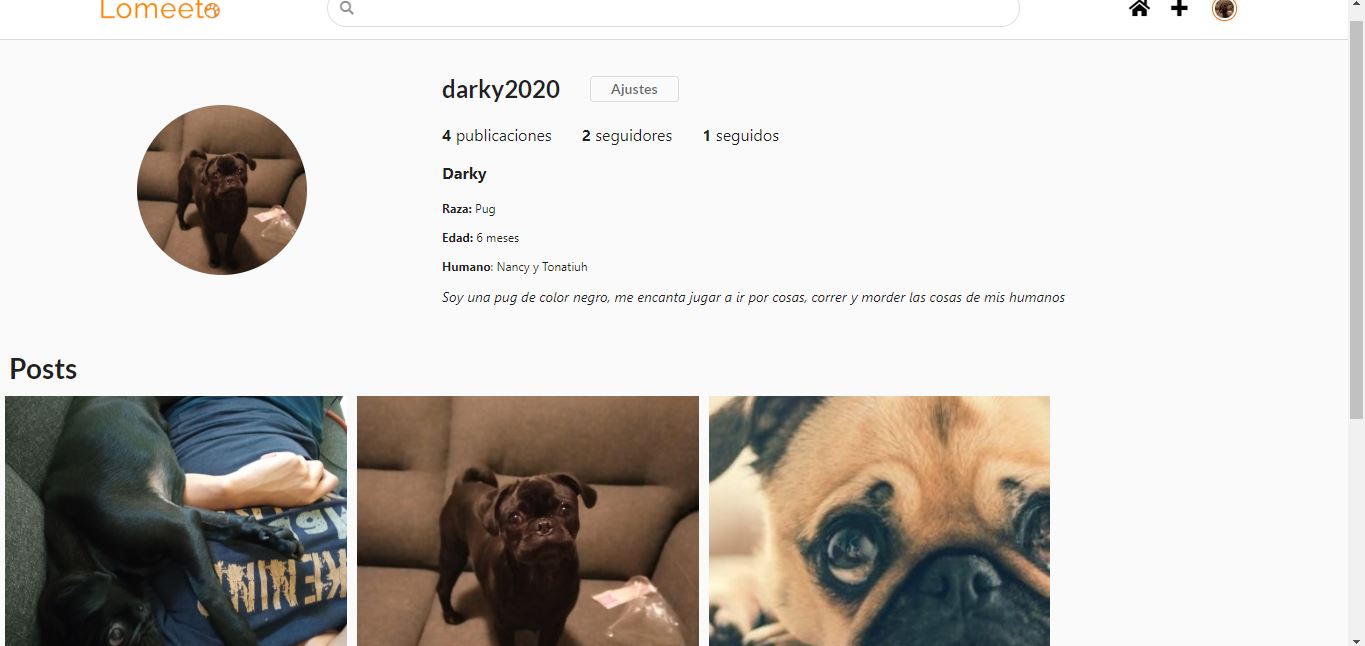 Lomeeto
darky2020 Ajustes
4 publicaciones 2 seguidores 1 seguidos
Darky
Raza: Pug
Edad: 6 meses
Humano: Nancy y Tonatiuh
Soy una pug de color negro, me encanta jugar a ir por cosas, correr y morder las cosas de mis humanos
Posts